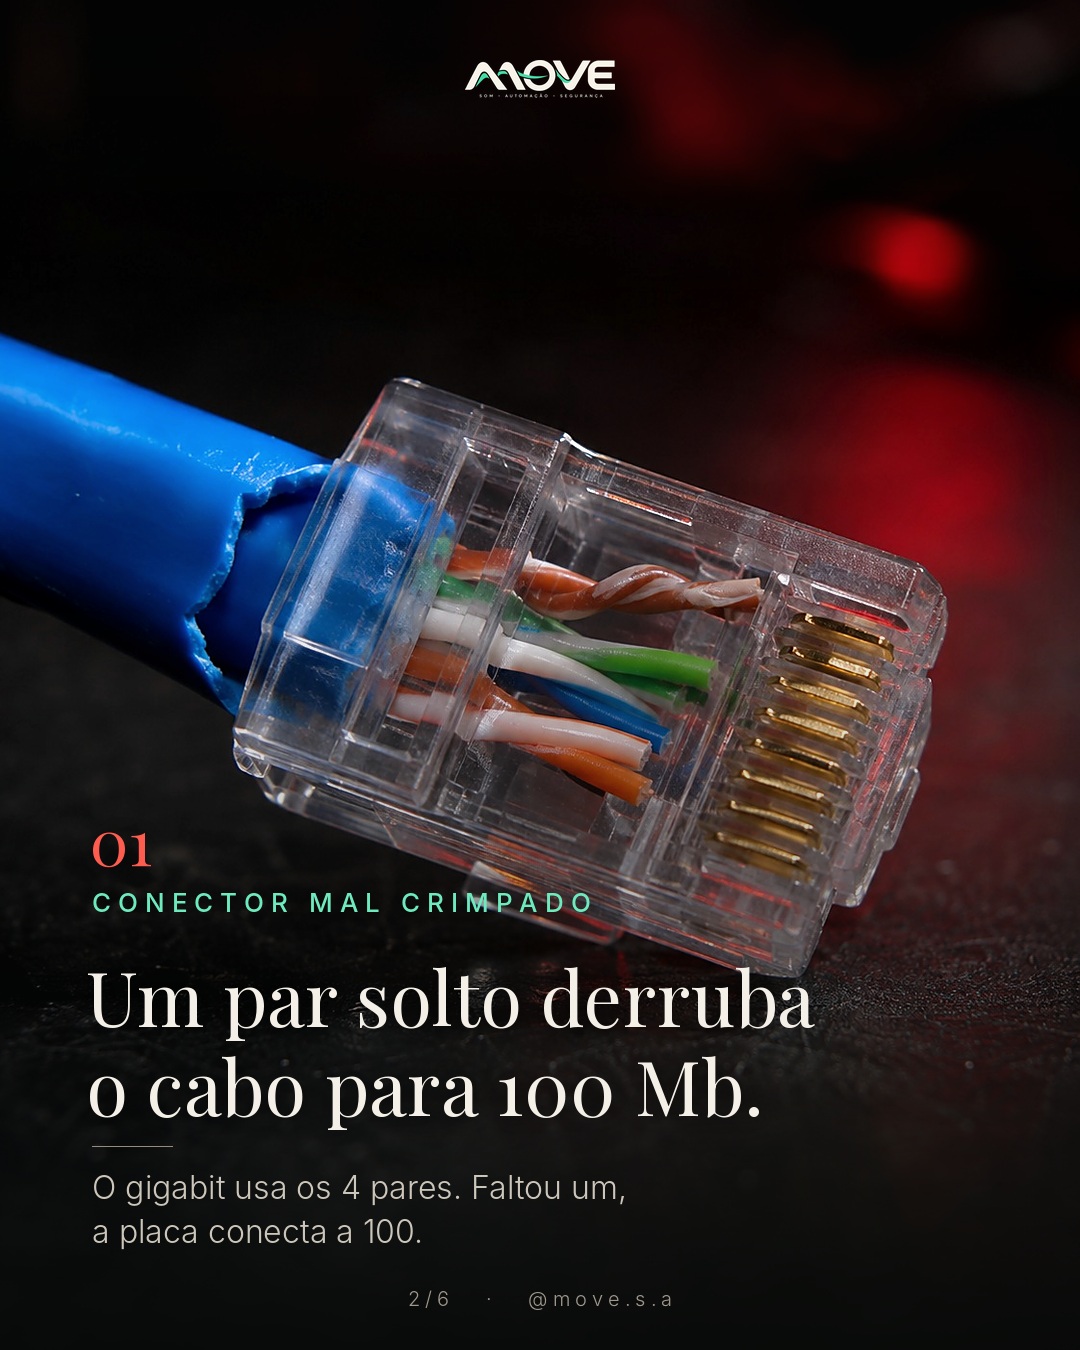 MOVE
SOM · AUTOMAÇÃO · SEGURANÇA
01
CONECTOR MAL CRIMPADO
Um par solto derruba
o cabo para 100 Mb.
O gigabit usa os 4 pares. Faltou um,
a placa conecta a 100.
2/6 · @move.s.a